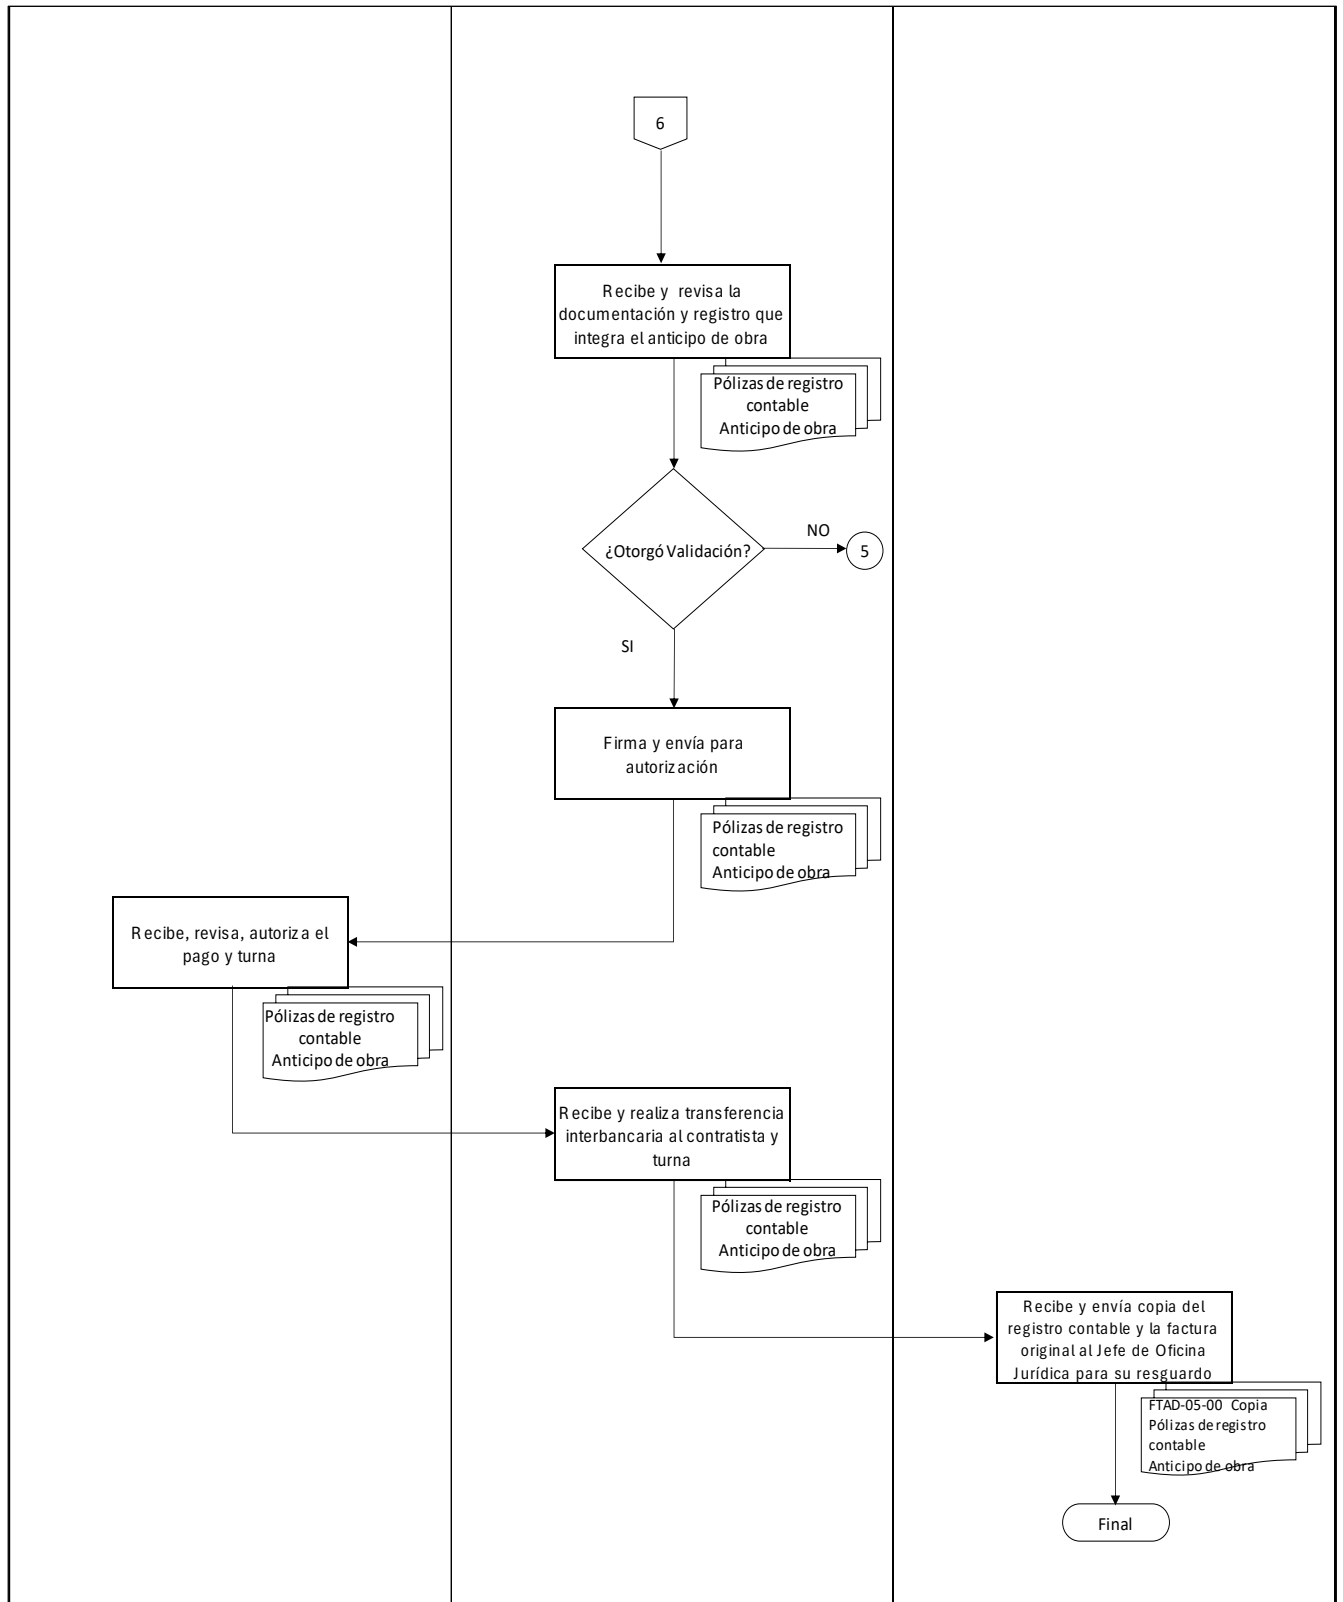 6
Recibe y revisa la
documentación y registro que
integra el anticipo de obra
Pólizas de registro
contable
Anticipo de obra
¿Otorgó Validación?
NO
5
SI
Firma y envía para
autorización
Pólizas de registro
contable
Anticipo de obra
Recibe, revisa, autoriza el
pago y turna
Pólizas de registro
contable
Anticipo de obra
Recibe y realiza transferencia
interbancaria al contratista y
turna
Pólizas de registro
contable
Anticipo de obra
Recibe y envía copia del
registro contable y la factura
original al Jefe de Oficina
Jurídica para su resguardo
FTAD-05-00 Copia
Pólizas de registro
contable
Anticipo de obra
Final